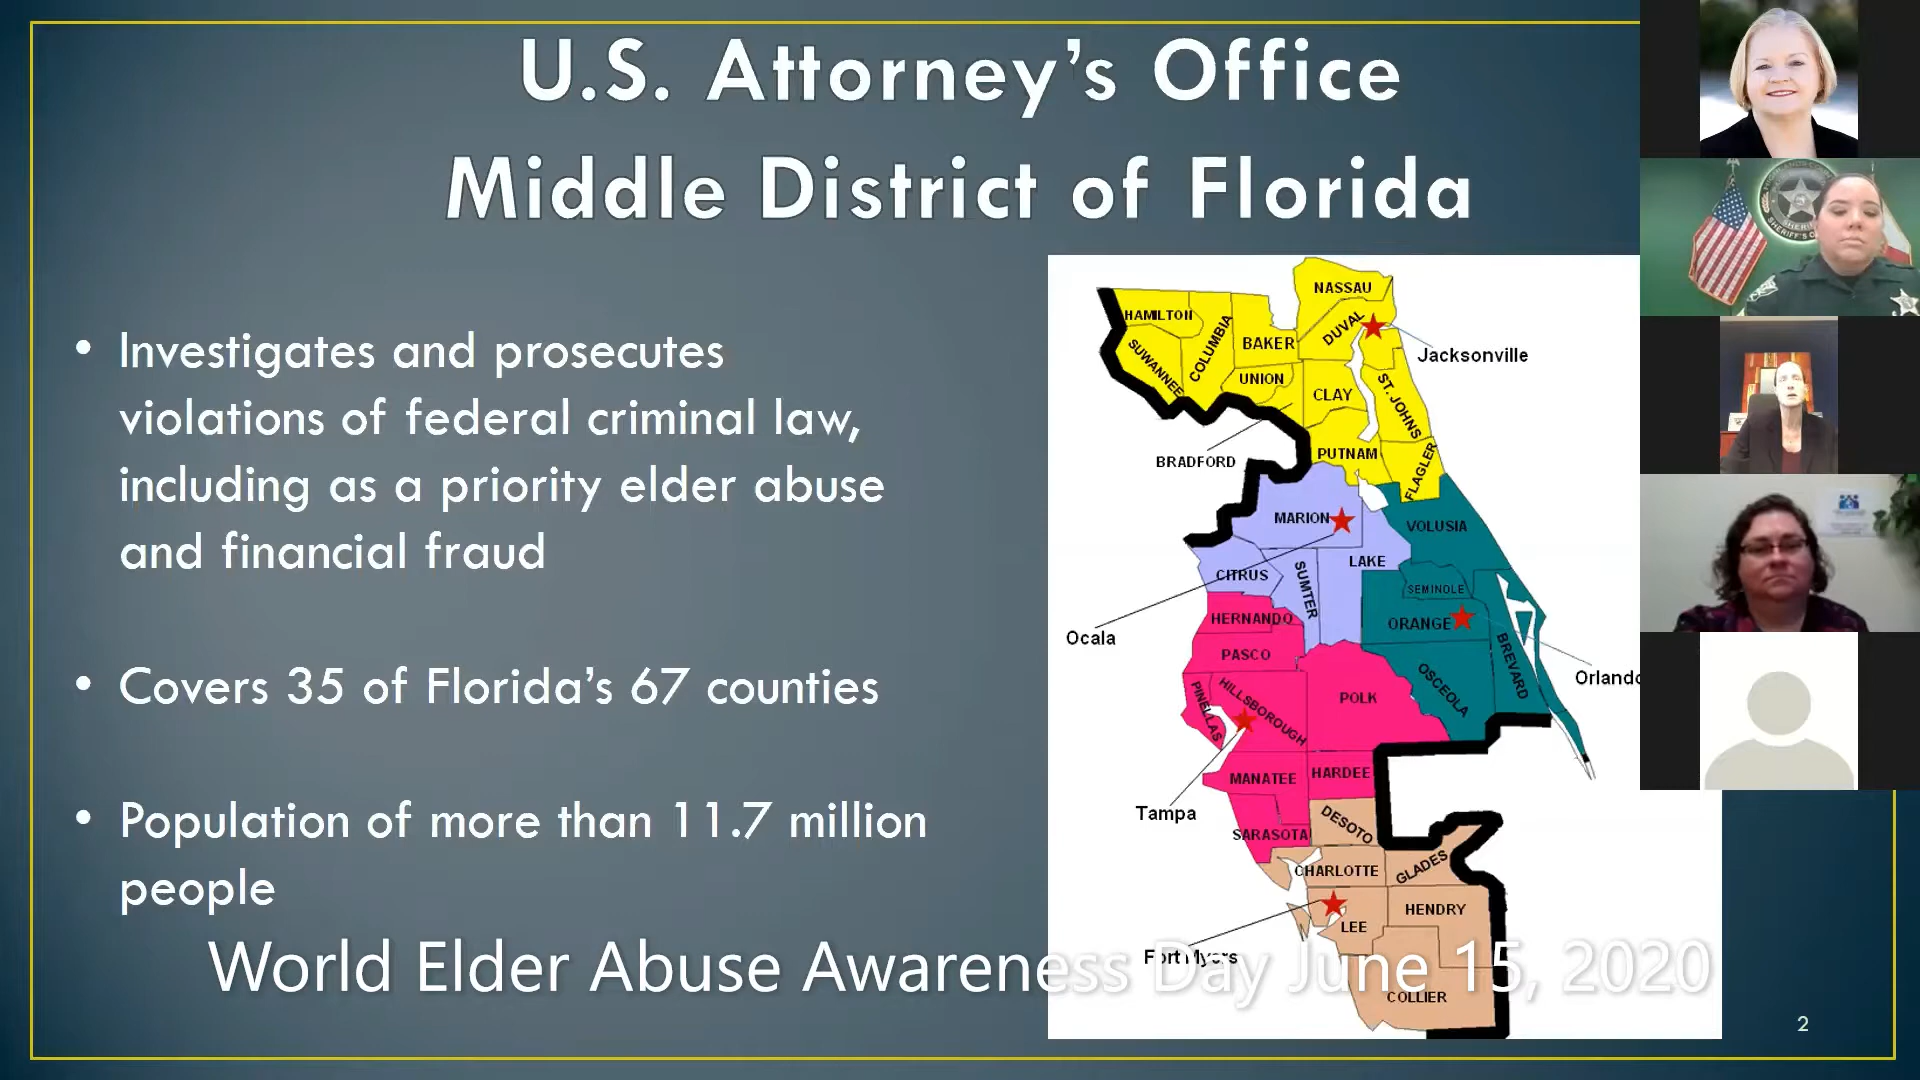 U.S. Attorney’s Office
Middle District of Florida
• Investigates and prosecutes
violations of federal criminal law,
including as a priority elder abuse
and financial fraud
• Covers 35 of Florida’s 67 counties
• Population of more than 11.7 million
people
NASSAU
HAMILTON
DUVAL
COLUMBIA
BAKER
SUWANNEE
Jacksonville
UNION
CLAY
ST. JOHNS
PUTNAM
BRADFORD
FLAGLER
MARION
VOLUSIA
LAKE
CITRUS
SUMTER
SEMINOLE
HERNANDO
ORANGE
Ocala
PASCO
BREVARD
Orlando
PINELLAS
HILLSBOROUGH
POLK
OSCEOLA
MANATEE
HARDEE
Tampa
DESOTO
SARASOTA
CHARLOTTE
GLADES
HENDRY
LEE
Fort Myers
COLLIER
World Elder Abuse Awareness Day June 15, 2020
2